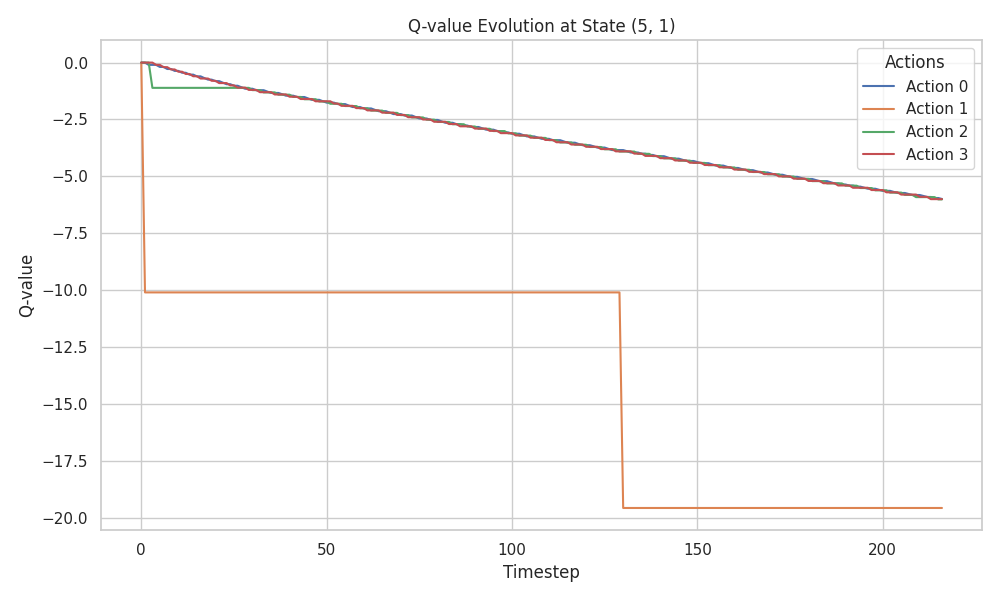 Q-value Evolution at State (5, 1)
Actions
Action 0
Action 1
Action 2
Action 3
Q-value
0.0
−2.5
−5.0
−7.5
−10.0
−12.5
−15.0
−17.5
−20.0
0 50 100 150 200
Timestep